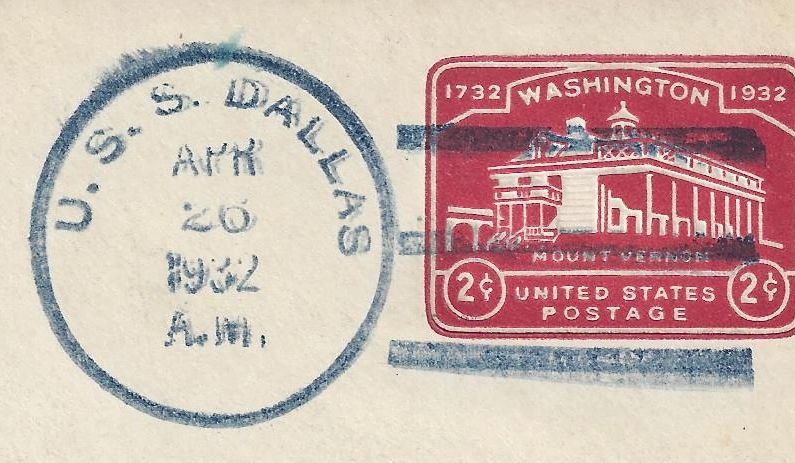 U. S. S. DALLAS
APR
26
1932
A.M.
1732 WASHINGTON 1932
MOUNT VERNON
2¢ UNITED STATES 2¢
POSTAGE